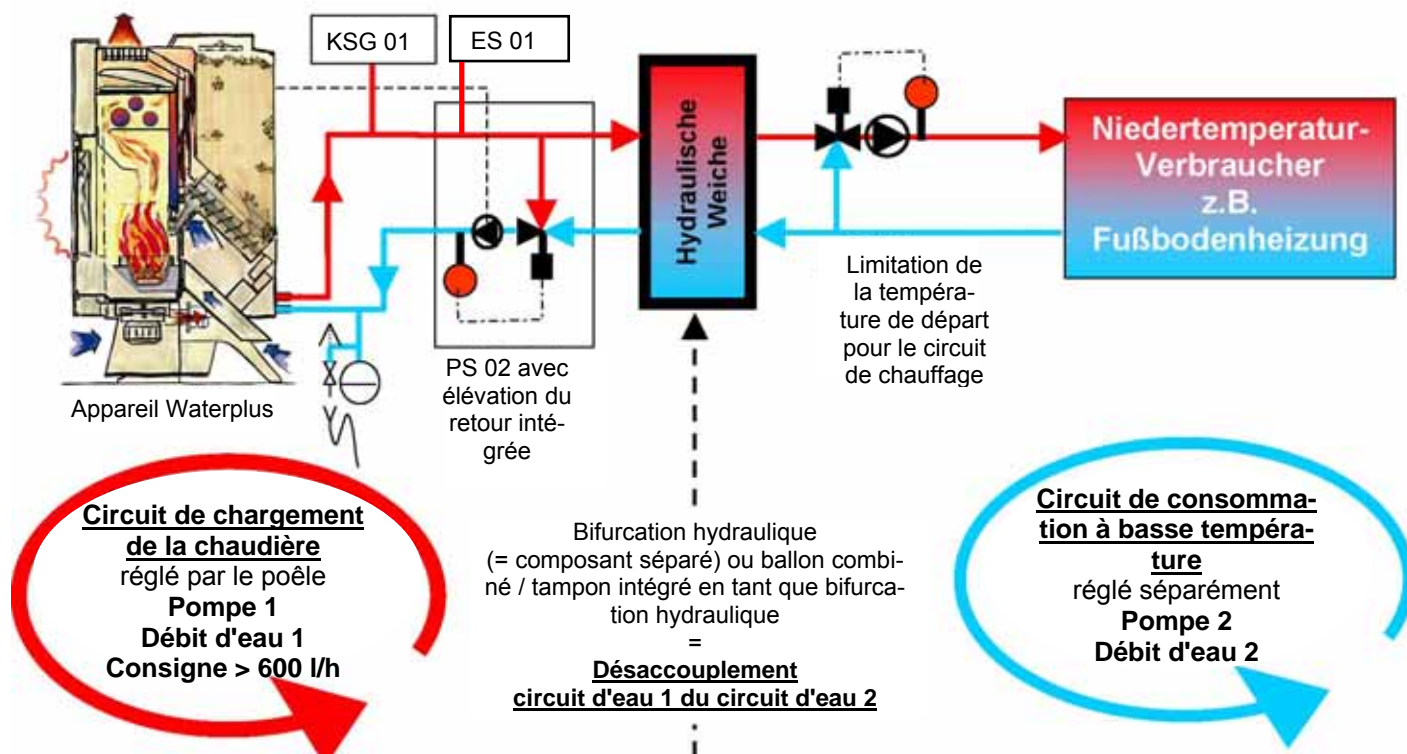 KSG 01
ES 01
Hydraulische
Weiche
Niedertemperatur-
Verbraucher
z.B.
Fußbodenheizung
Limitation de
la tempéra-
ture de départ
pour le circuit
de chauffage
PS 02 avec
élévation du
retour inté-
grée
Appareil Waterplus
Circuit de chargement
de la chaudière
réglé par le poêle
Pompe 1
Débit d'eau 1
Consigne > 600 l/h
Bifurcation hydraulique
(= composant séparé) ou ballon combi-
né / tampon intégré en tant que bifurca-
tion hydraulique
=
Désaccouplement
circuit d'eau 1 du circuit d'eau 2
Circuit de consomma-
tion à basse tempéra-
ture
réglé séparément
Pompe 2
Débit d'eau 2